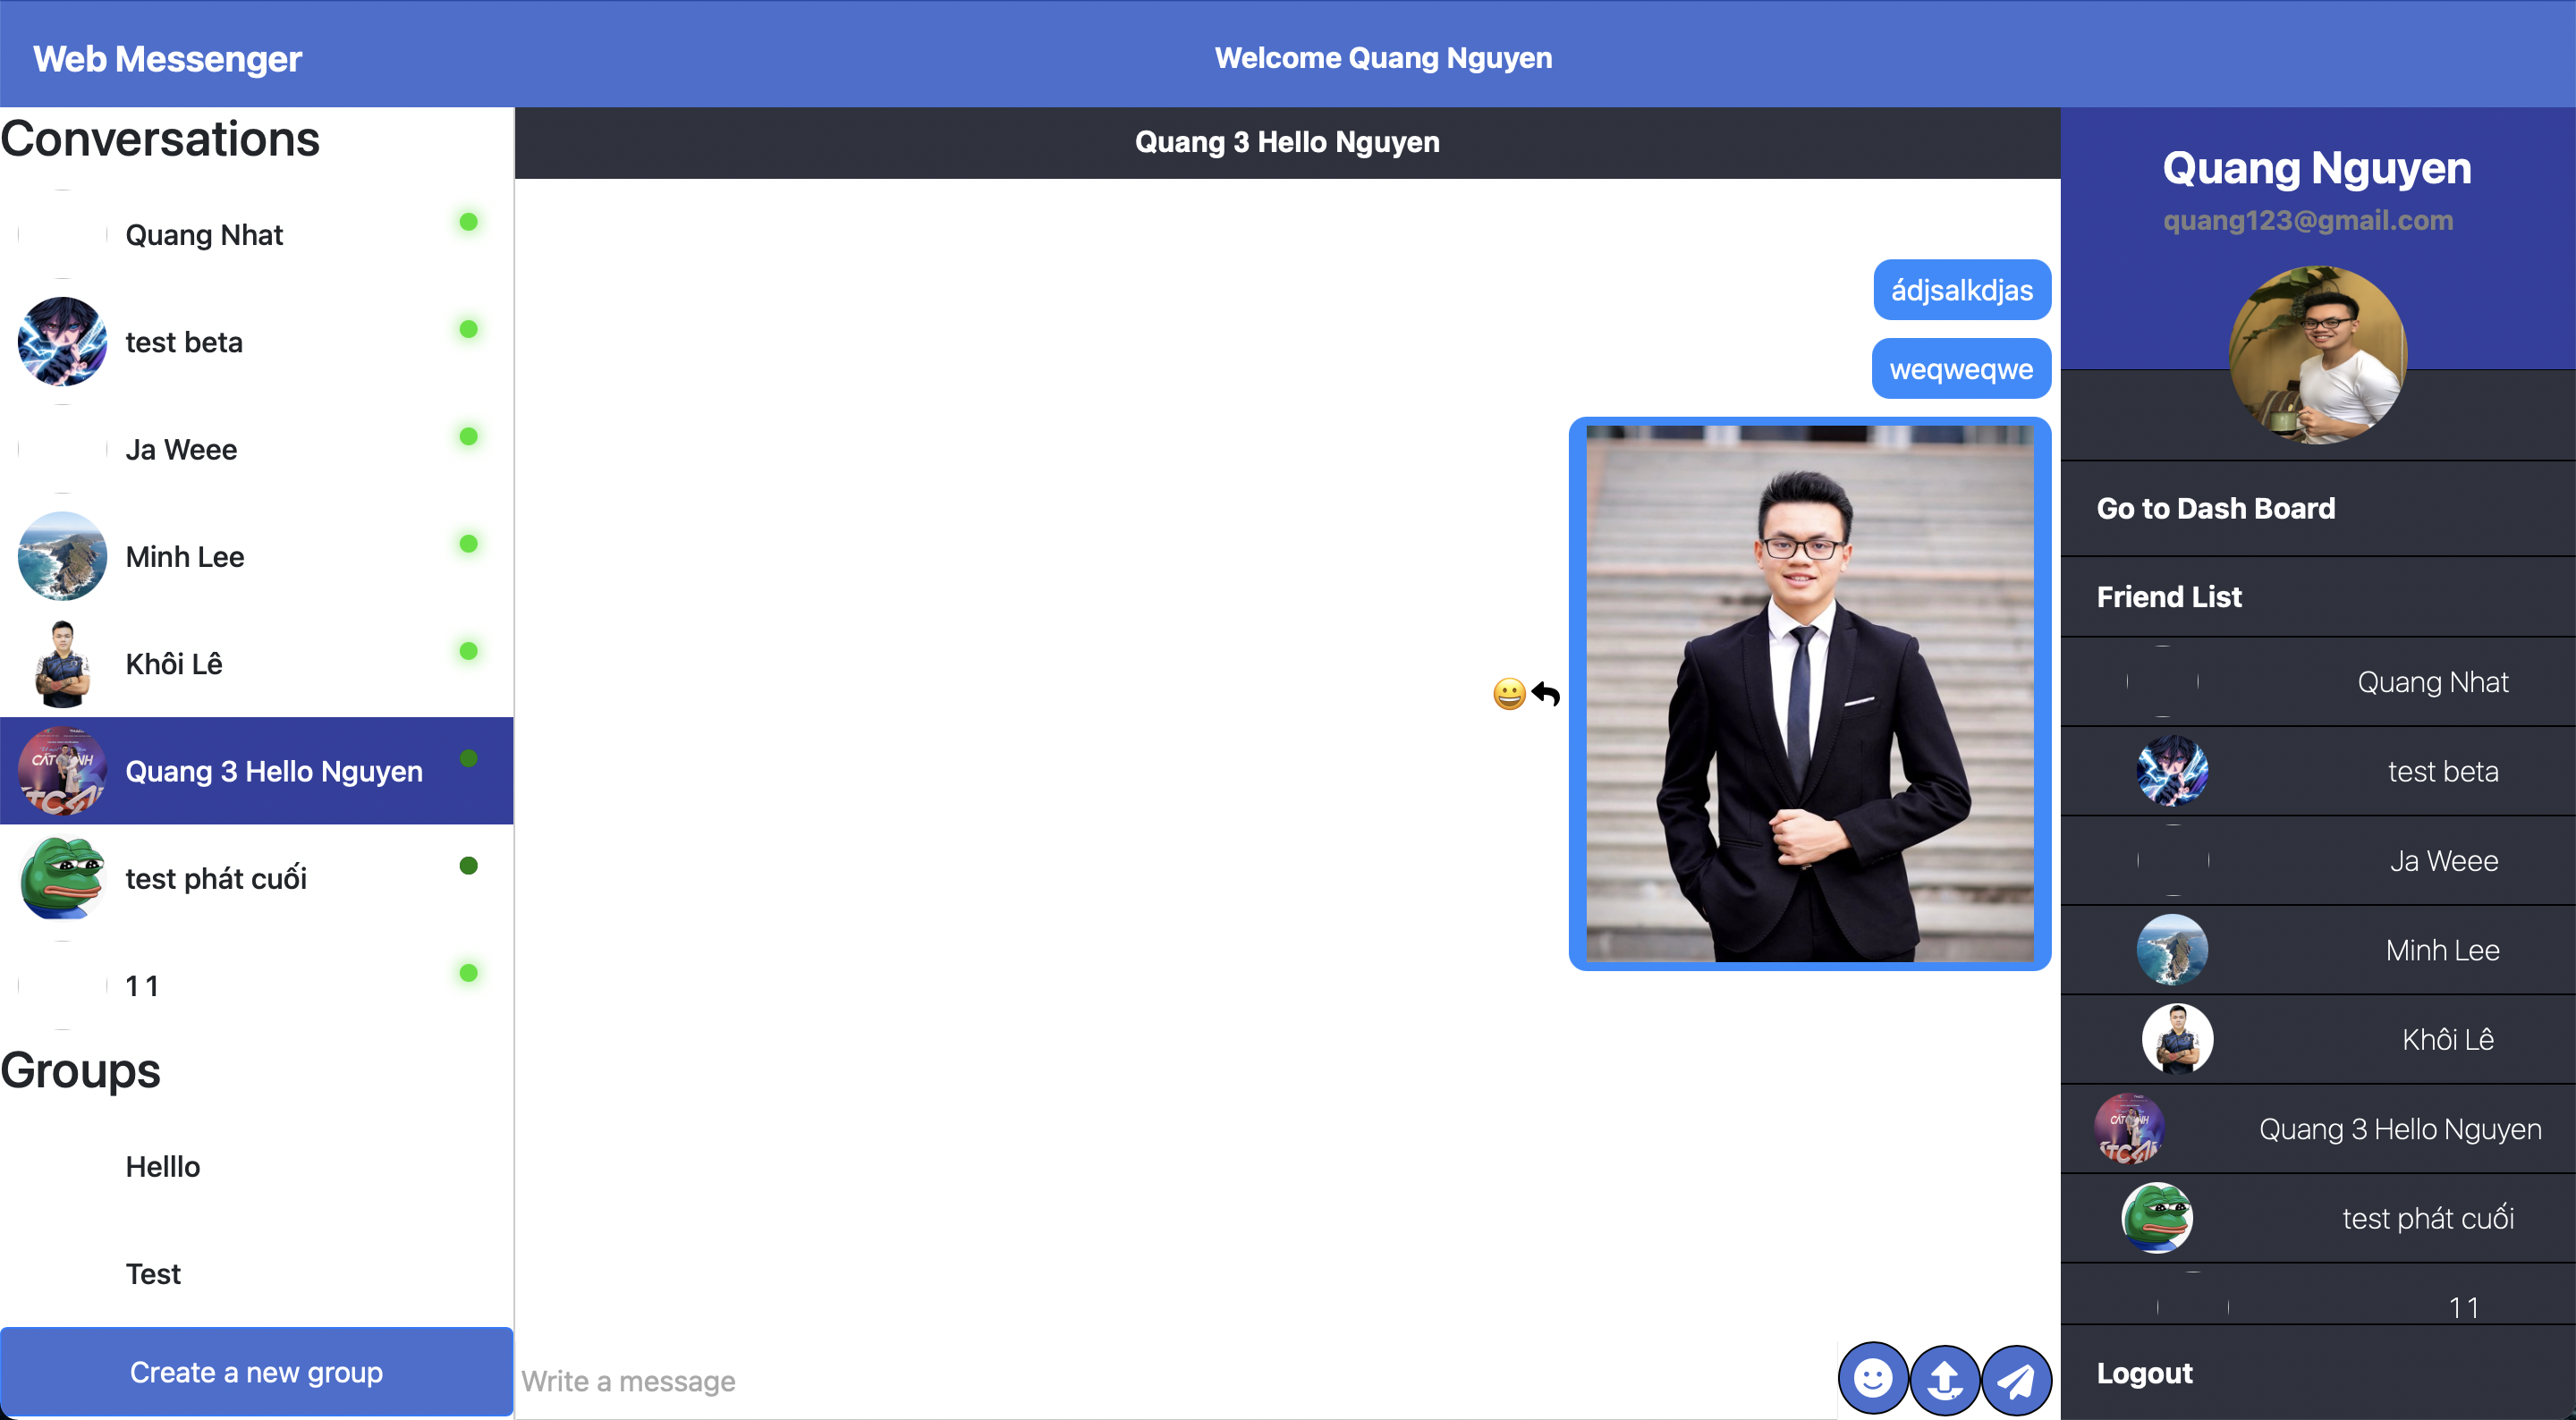 Web Messenger
Welcome Quang Nguyen
Conversations
Quang Nhat
test beta
Ja Weee
Minh Lee
Khôi Lê
Quang 3 Hello Nguyen
test phát cuối
1 1
Groups
Helllo
Test
Create a new group
Quang 3 Hello Nguyen
ádjsalkdjas
weqweqwe
Write a message
Quang Nguyen
quang123@gmail.com
Go to Dash Board
Friend List
Quang Nhat
test beta
Ja Weee
Minh Lee
Khôi Lê
Quang 3 Hello Nguyen
test phát cuối
1 1
Logout